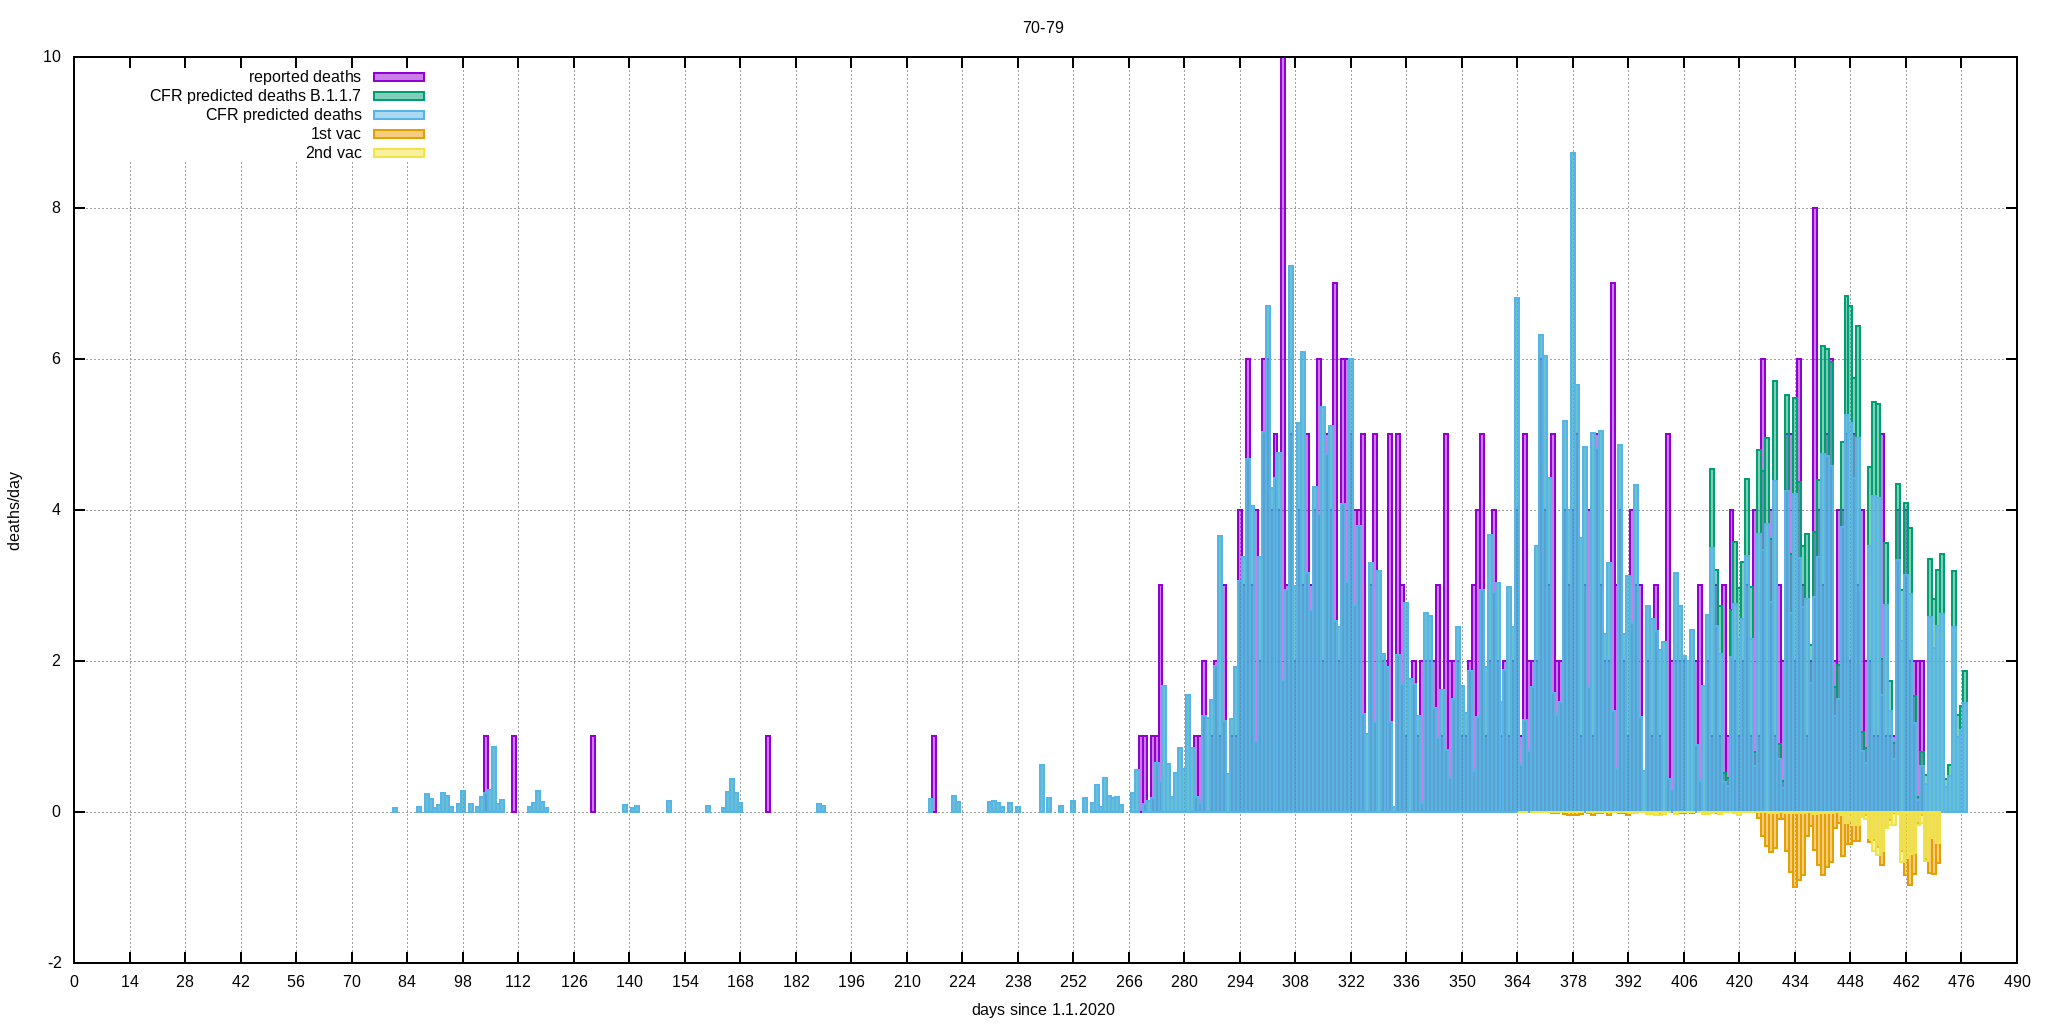 70-79
10
8
6
4
2
0
-2
deaths/day
reported deaths
CFR predicted deaths B.1.1.7
CFR predicted deaths
1st vac
2nd vac
0 14 28 42 56 70 84 98 112 126 140 154 168 182 196 210 224 238 252 266 280 294 308 322 336 350 364 378 392 406 420 434 448 462 476 490
days since 1.1.2020